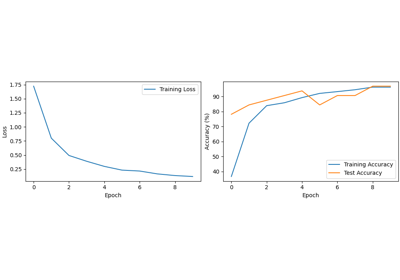 1.75
1.50
1.25
1.00
0.75
0.50
0.25
Loss
Training Loss
0 2 4 6 8
Epoch
90
80
70
60
50
40
Accuracy (%)
Training Accuracy
Test Accuracy
0 2 4 6 8
Epoch